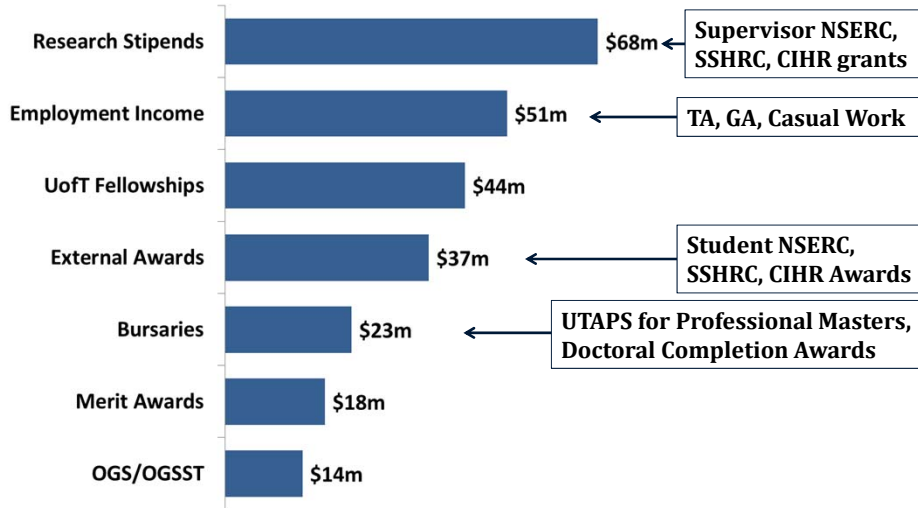 Research Stipends
$68m
Supervisor NSERC,
SSHRC, CIHR grants
Employment Income
$51m
TA, GA, Casual Work
UofT Fellowships
$44m
External Awards
$37m
Student NSERC,
SSHRC, CIHR Awards
Bursaries
$23m
UTAPS for Professional Masters,
Doctoral Completion Awards
Merit Awards
$18m
OGS/OGSST
$14m